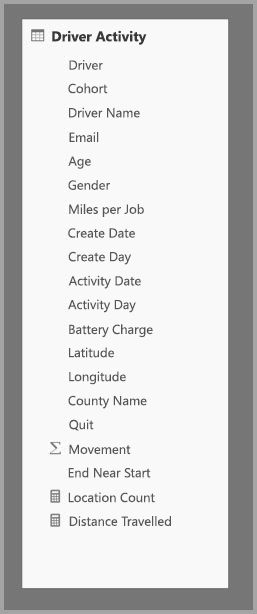 Driver Activity
Driver
Cohort
Driver Name
Email
Age
Gender
Miles per Job
Create Date
Create Day
Activity Date
Activity Day
Battery Charge
Latitude
Longitude
County Name
Quit
Movement
End Near Start
Location Count
Distance Travelled